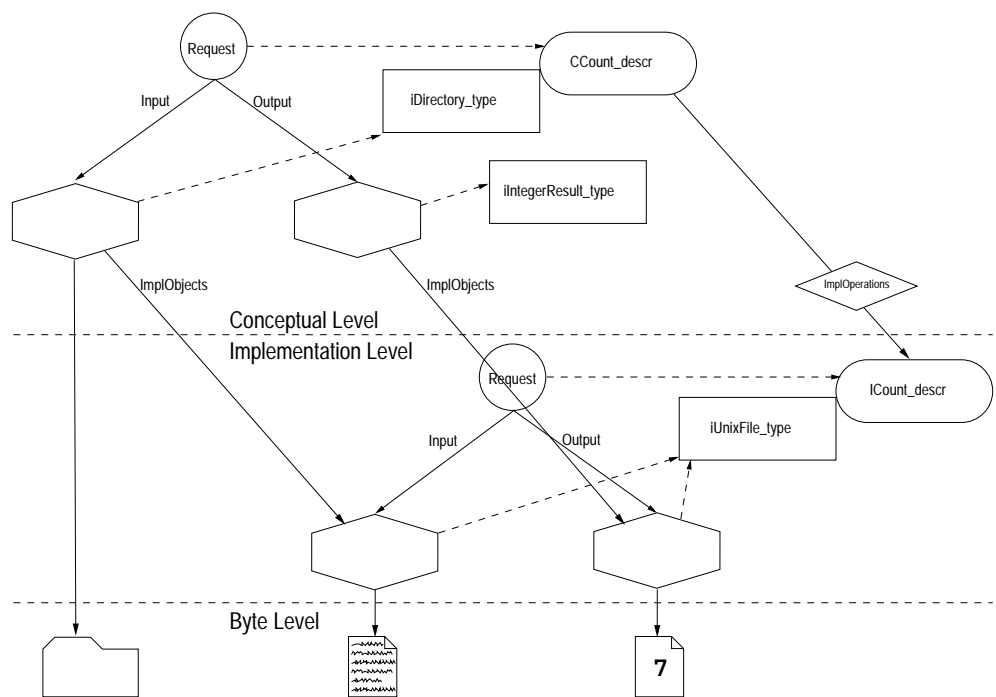 Request
CCount_descr
iDirectory_type
Input
Output
iIntegerResult_type
ImplObjects
ImplObjects
ImplOperations
Conceptual Level
Implementation Level
Request
ICount_descr
iUnixFile_type
Input
Output
Byte Level
7